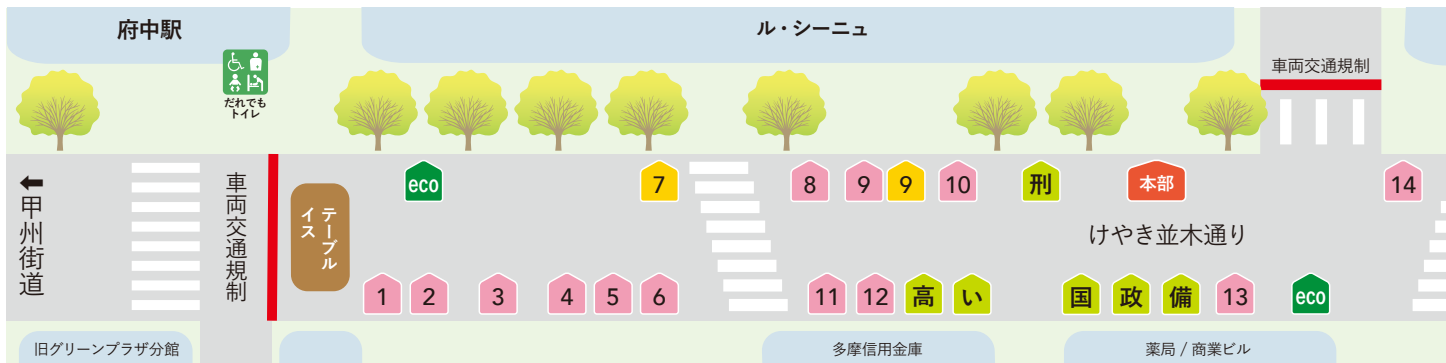 府中駅
ル・シーニュ
車両交通規制
だれでも
トイレ
eco
7
8
9
9
10
刑
本部
14
←甲州街道
車両交通規制
テーブル
イス
けやき並木通り
1
2
3
4
5
6
11
12
高
い
国
政
備
13
eco
旧グリーンプラザ分館
多摩信用金庫
薬局 / 商業ビル